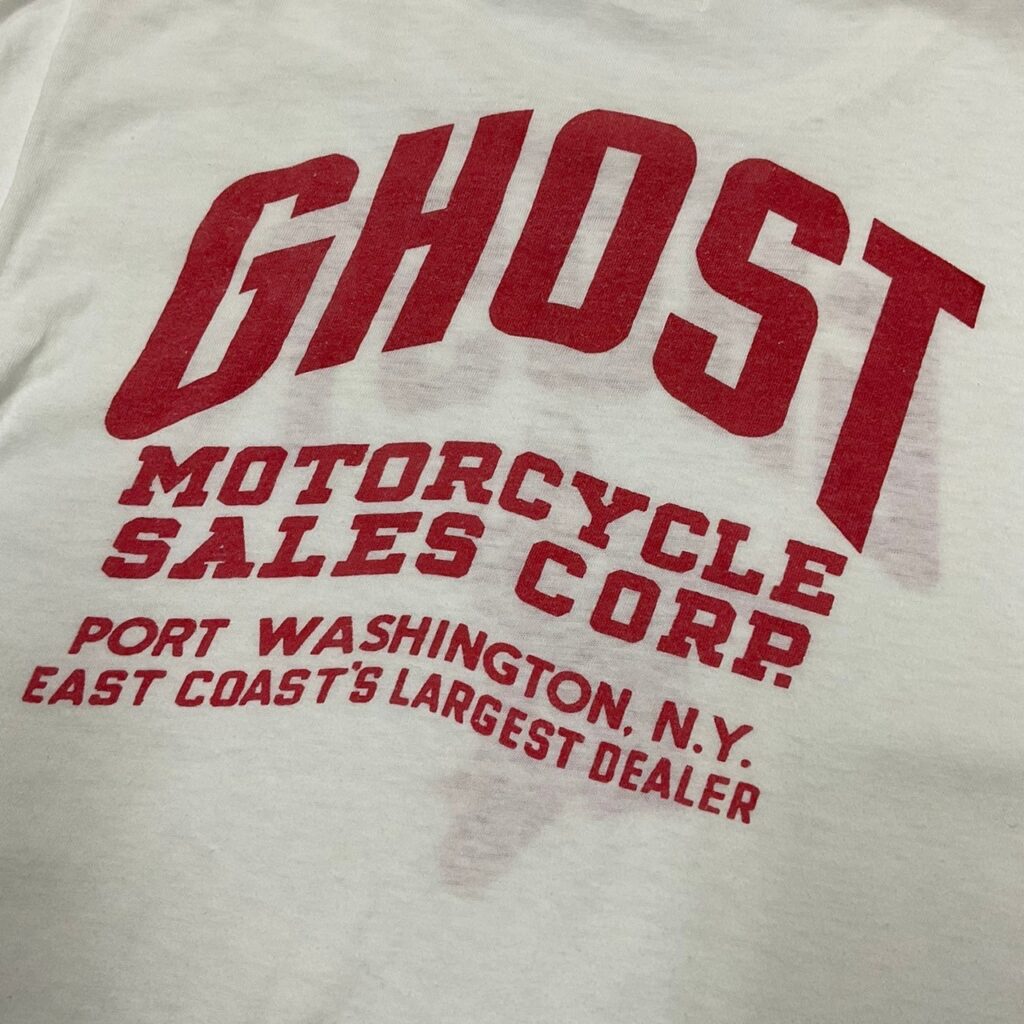 GHOST
MOTORCYCLE
SALES CORP.
PORT WASHINGTON, N.Y.
EAST COAST'S LARGEST DEALER